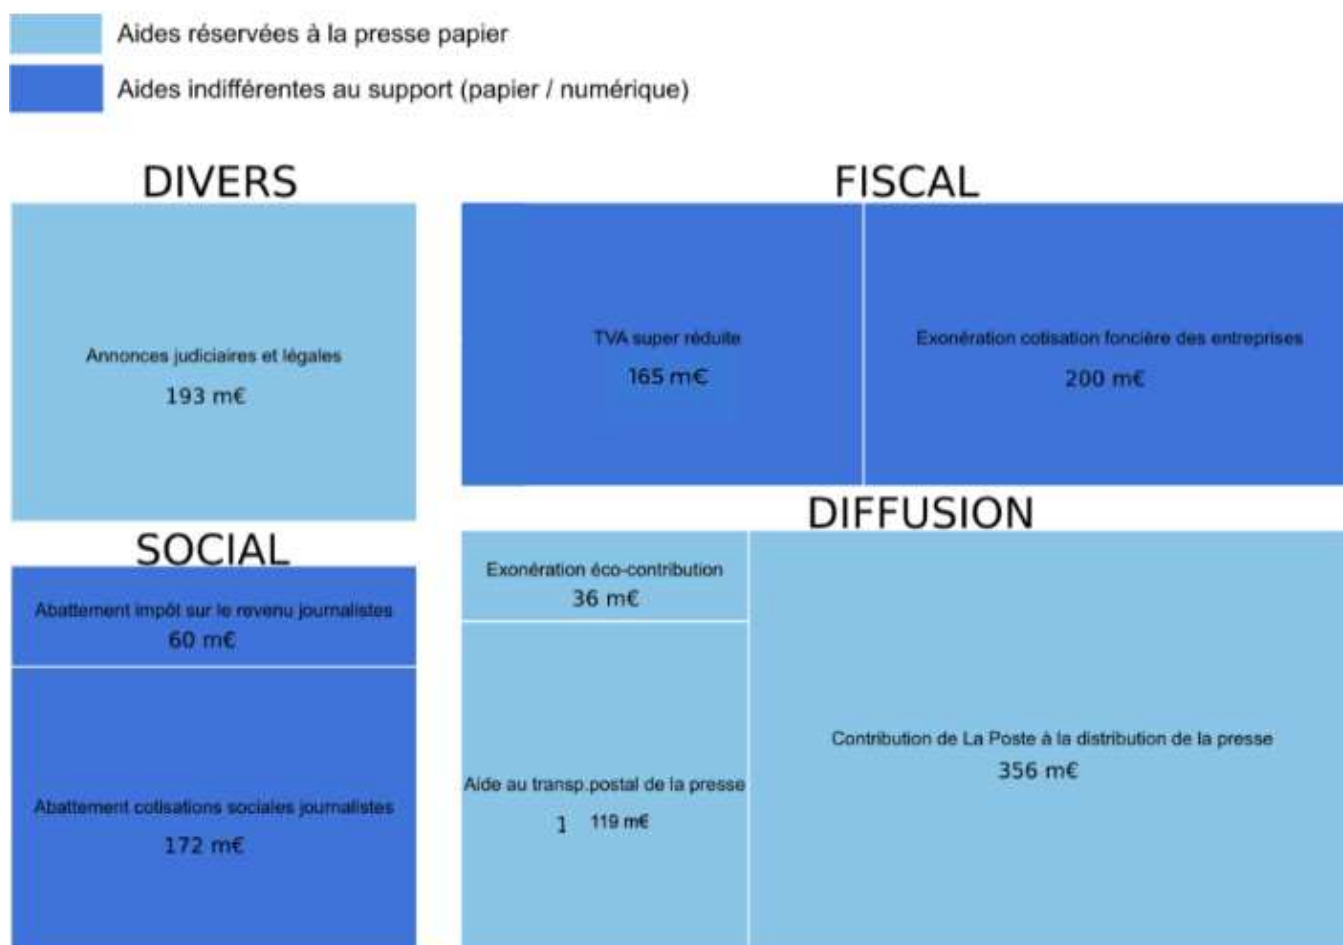 Aides réservées à la presse papier
Aides indifférentes au support (papier / numérique)
DIVERS
Annonces judiciaires et légales
193 m€
SOCIAL
Abattement impôt sur le revenu journalistes
60 m€
Abattement cotisations sociales journalistes
172 m€
FISCAL
TVA super réduite
165 m€
Exonération cotisation foncière des entreprises
200 m€
DIFFUSION
Exonération éco-contribution
36 m€
Aide au transp.postal de la presse
1 119 m€
Contribution de La Poste à la distribution de la presse
356 m€